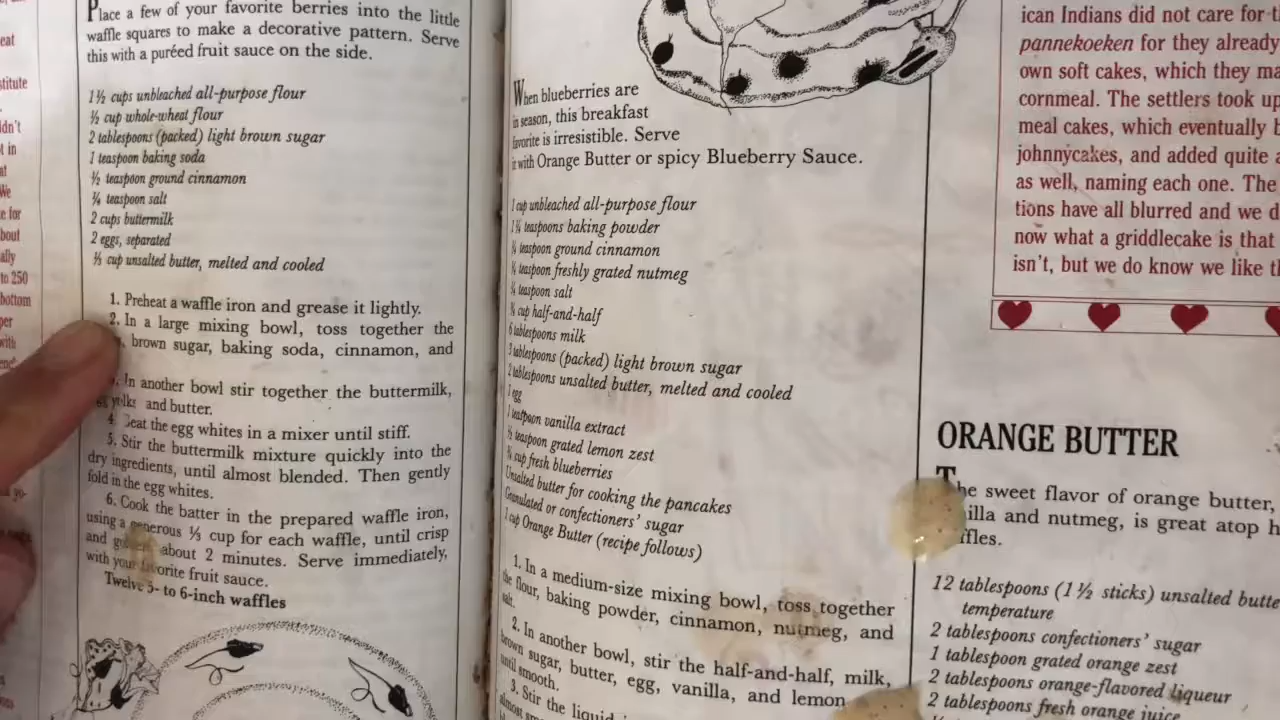 eat
stitute
idn't
t in
at
We
e for
bout
ally
to 250
bottom
per
with
Place a few of your favorite berries into the little
waffle squares to make a decorative pattern. Serve
this with a puréed fruit sauce on the side.
1½ cups unbleached all-purpose flour
½ cup whole-wheat flour
2 tablespoons (packed) light brown sugar
1 teaspoon baking soda
½ teaspoon ground cinnamon
¼ teaspoon salt
2 cups buttermilk
2 eggs, separated
⅓ cup unsalted butter, melted and cooled
1. Preheat a waffle iron and grease it lightly.
2. In a large mixing bowl, toss together the
brown sugar, baking soda, cinnamon, and
In another bowl stir together the buttermilk,
yolks and butter.
4. Beat the egg whites in a mixer until stiff.
5. Stir the buttermilk mixture quickly into the
dry ingredients, until almost blended. Then gently
fold in the egg whites.
6. Cook the batter in the prepared waffle iron,
using a generous ⅓ cup for each waffle, until crisp
and about 2 minutes. Serve immediately,
with your favorite fruit sauce.
Twelve 5- to 6-inch waffles
When blueberries are
in season, this breakfast
favorite is irresistible. Serve
it with Orange Butter or spicy Blueberry Sauce.
1 cup unbleached all-purpose flour
1¼ teaspoons baking powder
teaspoon ground cinnamon
teaspoon freshly grated nutmeg
teaspoon salt
cup half-and-half
6 tablespoons milk
3 tablespoons (packed) light brown sugar
2 tablespoons unsalted butter, melted and cooled
1 egg
1 teaspoon vanilla extract
½ teaspoon grated lemon zest
¾ cup fresh blueberries
Unsalted butter for cooking the pancakes
Granulated or confectioners' sugar
1 cup Orange Butter (recipe follows)
1. In a medium-size mixing bowl, toss together
the flour, baking powder, cinnamon, nutmeg, and
salt.
2. In another bowl, stir the half-and-half, milk,
brown sugar, butter, egg, vanilla, and lemon
until smooth.
3. Stir the liquid
almost
ican Indians did not care for
pannekoeken for they already
own soft cakes, which they
cornmeal. The settlers took up
meal cakes, which eventually
johnnycakes, and added quite a
as well, naming each one. The
tions have all blurred and we d
now what a griddlecake is that
isn't, but we do know we like
ORANGE BUTTER
The sweet flavor of orange butter,
illa and nutmeg, is great atop
ffles.
12 tablespoons (1½ sticks) unsalted butte
temperature
2 tablespoons confectioners' sugar
1 tablespoon grated orange zest
2 tablespoons orange-flavored liqueur
2 tablespoons fresh orange juice